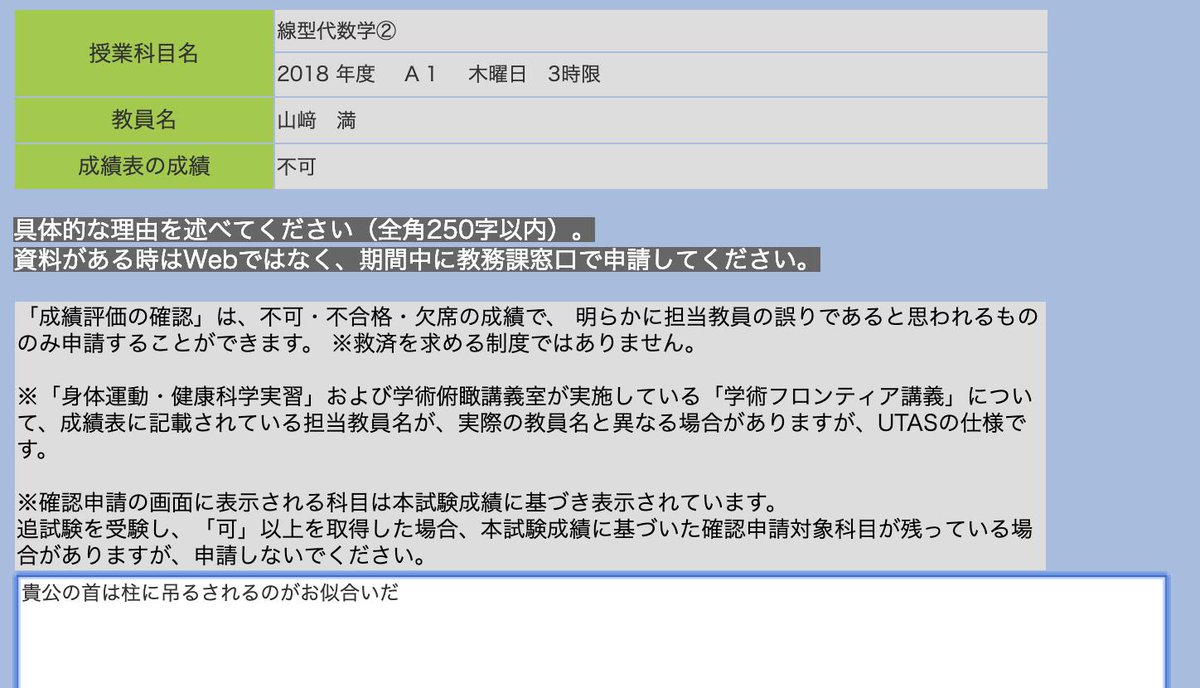 授業科目名
線型代数学②
2018 年度　A 1　木曜日　3時限
教員名
山﨑　満
成績表の成績
不可
具体的な理由を述べてください（全角250字以内）。
資料がある時はWebではなく、期間中に教務課窓口で申請してください。
「成績評価の確認」は、不可・不合格・欠席の成績で、 明らかに担当教員の誤りであると思われるもの
のみ申請することができます。 ※救済を求める制度ではありません。
※「身体運動・健康科学実習」および学術俯瞰講義室が実施している「学術フロンティア講義」につい
て、成績表に記載されている担当教員名が、実際の教員名と異なる場合がありますが、UTASの仕様で
す。
※確認申請の画面に表示される科目は本試験成績に基づき表示されています。
追試験を受験し、「可」以上を取得した場合、本試験成績に基づいた確認申請対象科目が残っている場
合がありますが、申請しないでください。
貴公の首は柱に吊るされるのがお似合いだ